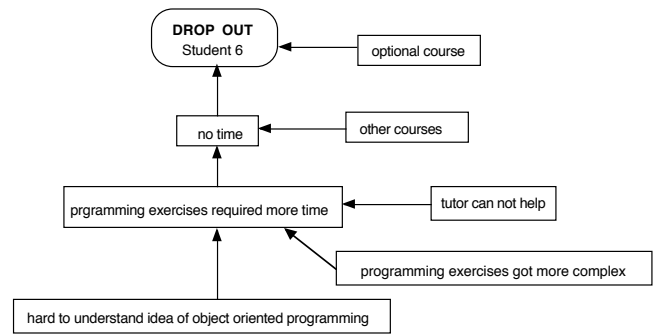 DROP OUT
Student 6
optional course
no time
other courses
prgramming exercises required more time
tutor can not help
programming exercises got more complex
hard to understand idea of object oriented programming